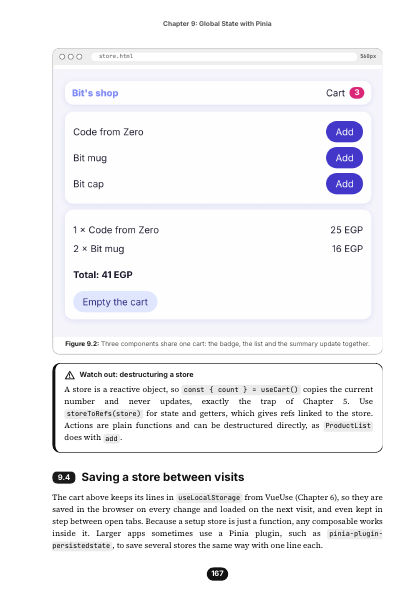 Chapter 9: Global State with Pinia
store.html
560px
Bit's shop
Cart 3
Code from Zero
Add
Bit mug
Add
Bit cap
Add
1 × Code from Zero
25 EGP
2 × Bit mug
16 EGP
Total: 41 EGP
Empty the cart
Figure 9.2: Three components share one cart: the badge, the list and the summary update together.
Watch out: destructuring a store
A store is a reactive object, so const { count } = useCart() copies the current
number and never updates, exactly the trap of Chapter 5. Use
storeToRefs(store) for state and getters, which gives refs linked to the store.
Actions are plain functions and can be destructured directly, as ProductList
does with add.
9.4 Saving a store between visits
The cart above keeps its lines in useLocalStorage from VueUse (Chapter 6), so they are
saved in the browser on every change and loaded on the next visit, and even kept in
step between open tabs. Because a setup store is just a function, any composable works
inside it. Larger apps sometimes use a Pinia plugin, such as pinia-plugin-
persistedstate, to save several stores the same way with one line each.
167